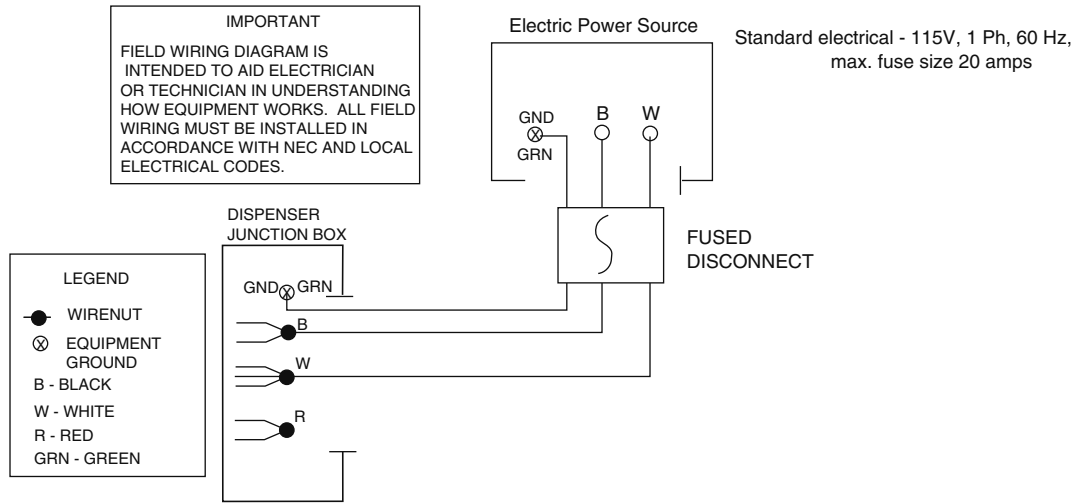 IMPORTANT
FIELD WIRING DIAGRAM IS
INTENDED TO AID ELECTRICIAN
OR TECHNICIAN IN UNDERSTANDING
HOW EQUIPMENT WORKS. ALL FIELD
WIRING MUST BE INSTALLED IN
ACCORDANCE WITH NEC AND LOCAL
ELECTRICAL CODES.
Electric Power Source
Standard electrical - 115V, 1 Ph, 60 Hz,
max. fuse size 20 amps
GND
B
W
GRN
FUSED
DISCONNECT
DISPENSER
JUNCTION BOX
GND
GRN
B
W
R
LEGEND
WIRENUT
EQUIPMENT
GROUND
B - BLACK
W - WHITE
R - RED
GRN - GREEN